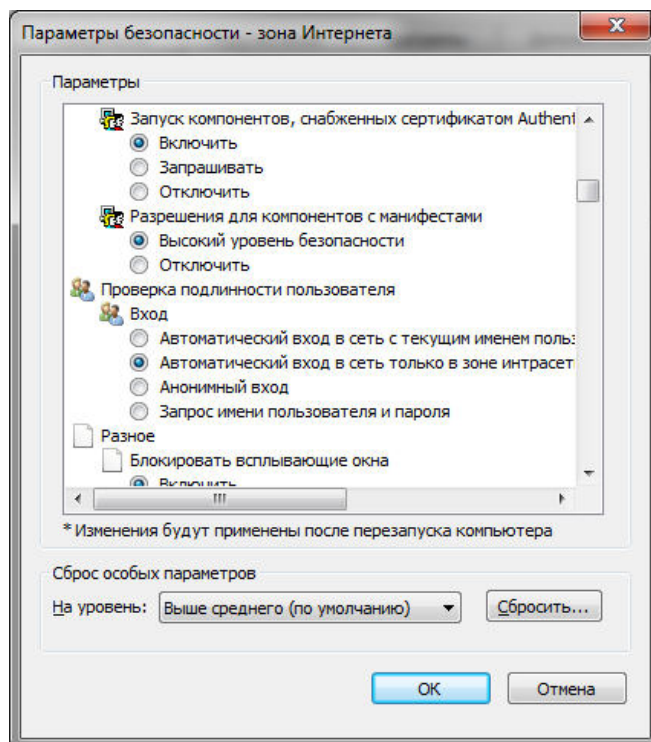 Параметры безопасности - зона Интернета
Параметры
Запуск компонентов, снабженных сертификатом Authent
Включить
Запрашивать
Отключить
Разрешения для компонентов с манифестами
Высокий уровень безопасности
Отключить
Проверка подлинности пользователя
Вход
Автоматический вход в сеть с текущим именем польз
Автоматический вход в сеть только в зоне интрасет
Анонимный вход
Запрос имени пользователя и пароля
Разное
Блокировать всплывающие окна
Включить
* Изменения будут применены после перезапуска компьютера
Сброс особых параметров
На уровень: Выше среднего (по умолчанию) Сбросить...
ОК Отмена